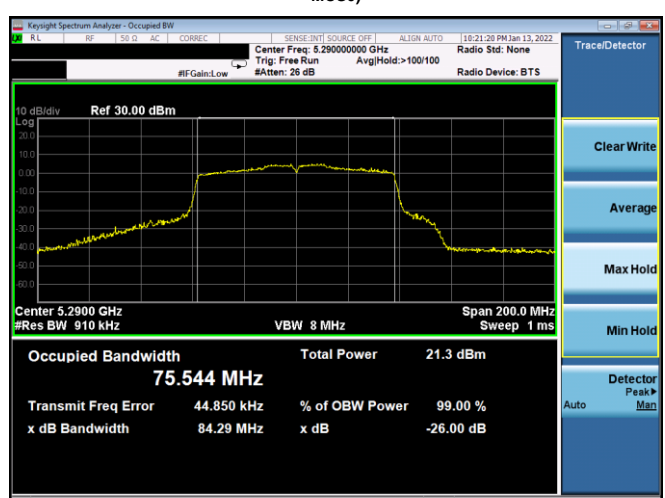 Keysight Spectrum Analyzer - Occupied BW
LXI RL RF 50 Ω AC CORREC SENSE:INT SOURCE OFF ALIGN AUTO 10:21:20 PM Jan 13, 2022
Center Freq: 5.290000000 GHz Radio Std: None
Trig: Free Run Avg|Hold:>100/100
#IFGain:Low #Atten: 26 dB Radio Device: BTS
Trace/Detector
10 dB/div Ref 30.00 dBm
Log
20.0
10.0
0.00
-10.0
-20.0
-30.0
-40.0
-50.0
-60.0
Center 5.2900 GHz Span 200.0 MHz
#Res BW 910 kHz VBW 8 MHz Sweep 1 ms
Occupied Bandwidth Total Power 21.3 dBm
75.544 MHz
Transmit Freq Error 44.850 kHz % of OBW Power 99.00 %
x dB Bandwidth 84.29 MHz x dB -26.00 dB
Clear Write
Average
Max Hold
Min Hold
Detector
Peak▶
Auto Man